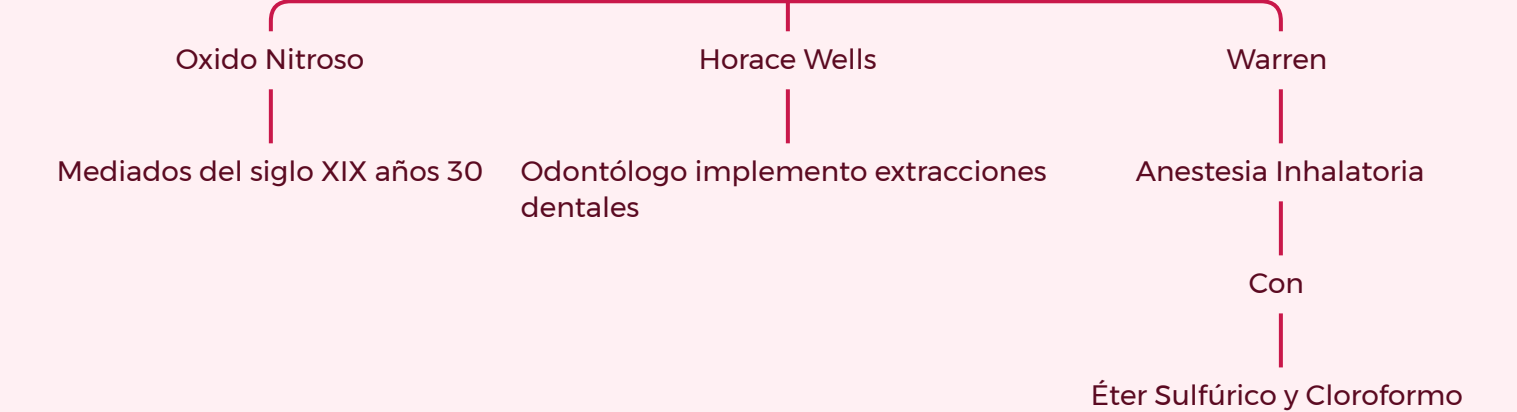 Oxido Nitroso
Horace Wells
Warren
Mediados del siglo XIX años 30
Odontólogo implemento extracciones
dentales
Anestesia Inhalatoria
Con
Éter Sulfúrico y Cloroformo